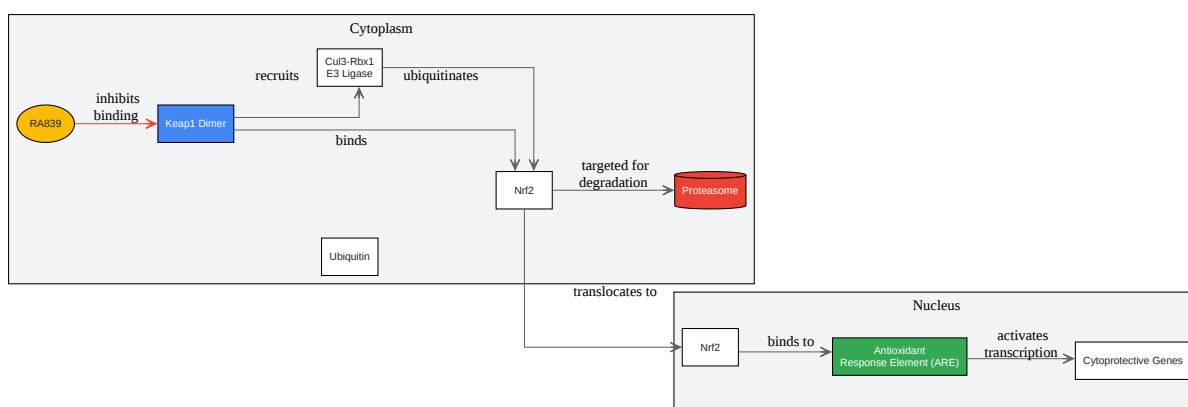 Cytoplasm
Cul3-Rbx1
E3 Ligase
recruits
ubiquitinates
inhibits
binding
RA839
Keap1 Dimer
binds
targeted for
degradation
Nrf2
Proteasome
Ubiquitin
translocates to
Nucleus
Nrf2
binds to
Antioxidant
Response Element (ARE)
activates
transcription
Cytoprotective Genes